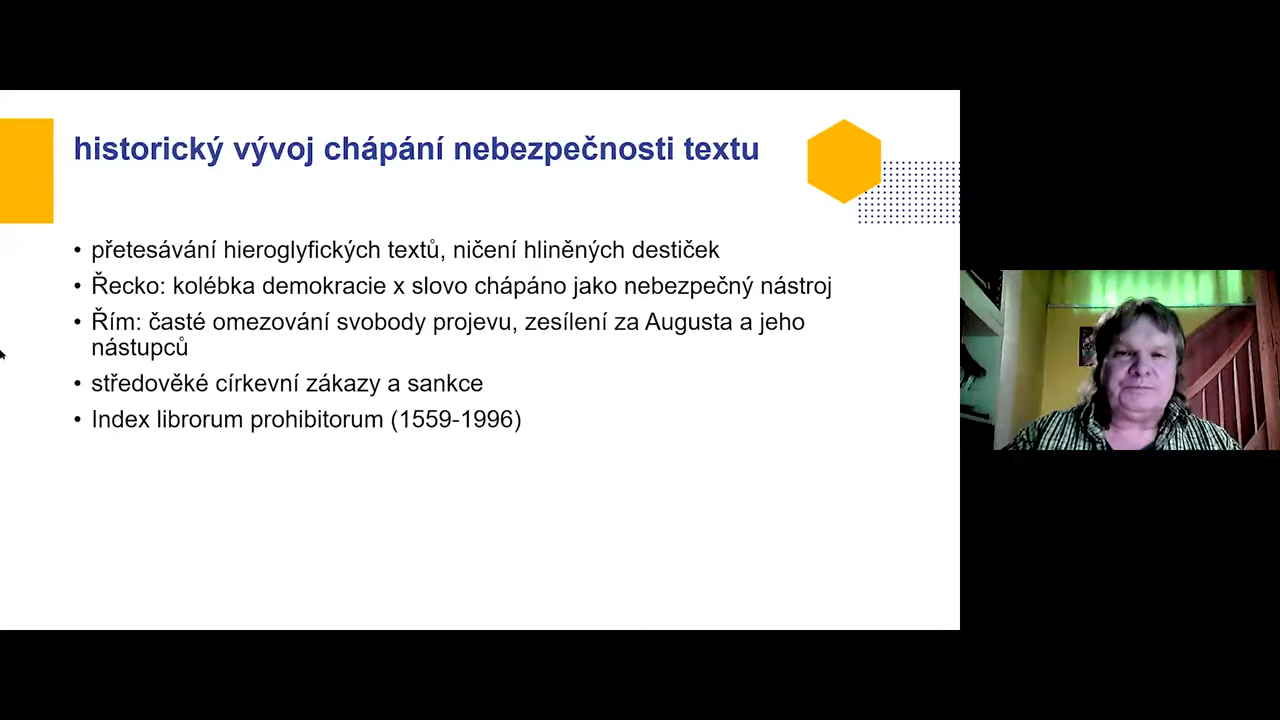 historický vývoj chápání nebezpečnosti textu
• přetesávání hieroglyfických textů, ničení hliněných destiček
• Řecko: kolébka demokracie x slovo chápáno jako nebezpečný nástroj
• Řím: časté omezování svobody projevu, zesílení za Augusta a jeho
nástupců
• středověké církevní zákazy a sankce
• Index librorum prohibitorum (1559-1996)